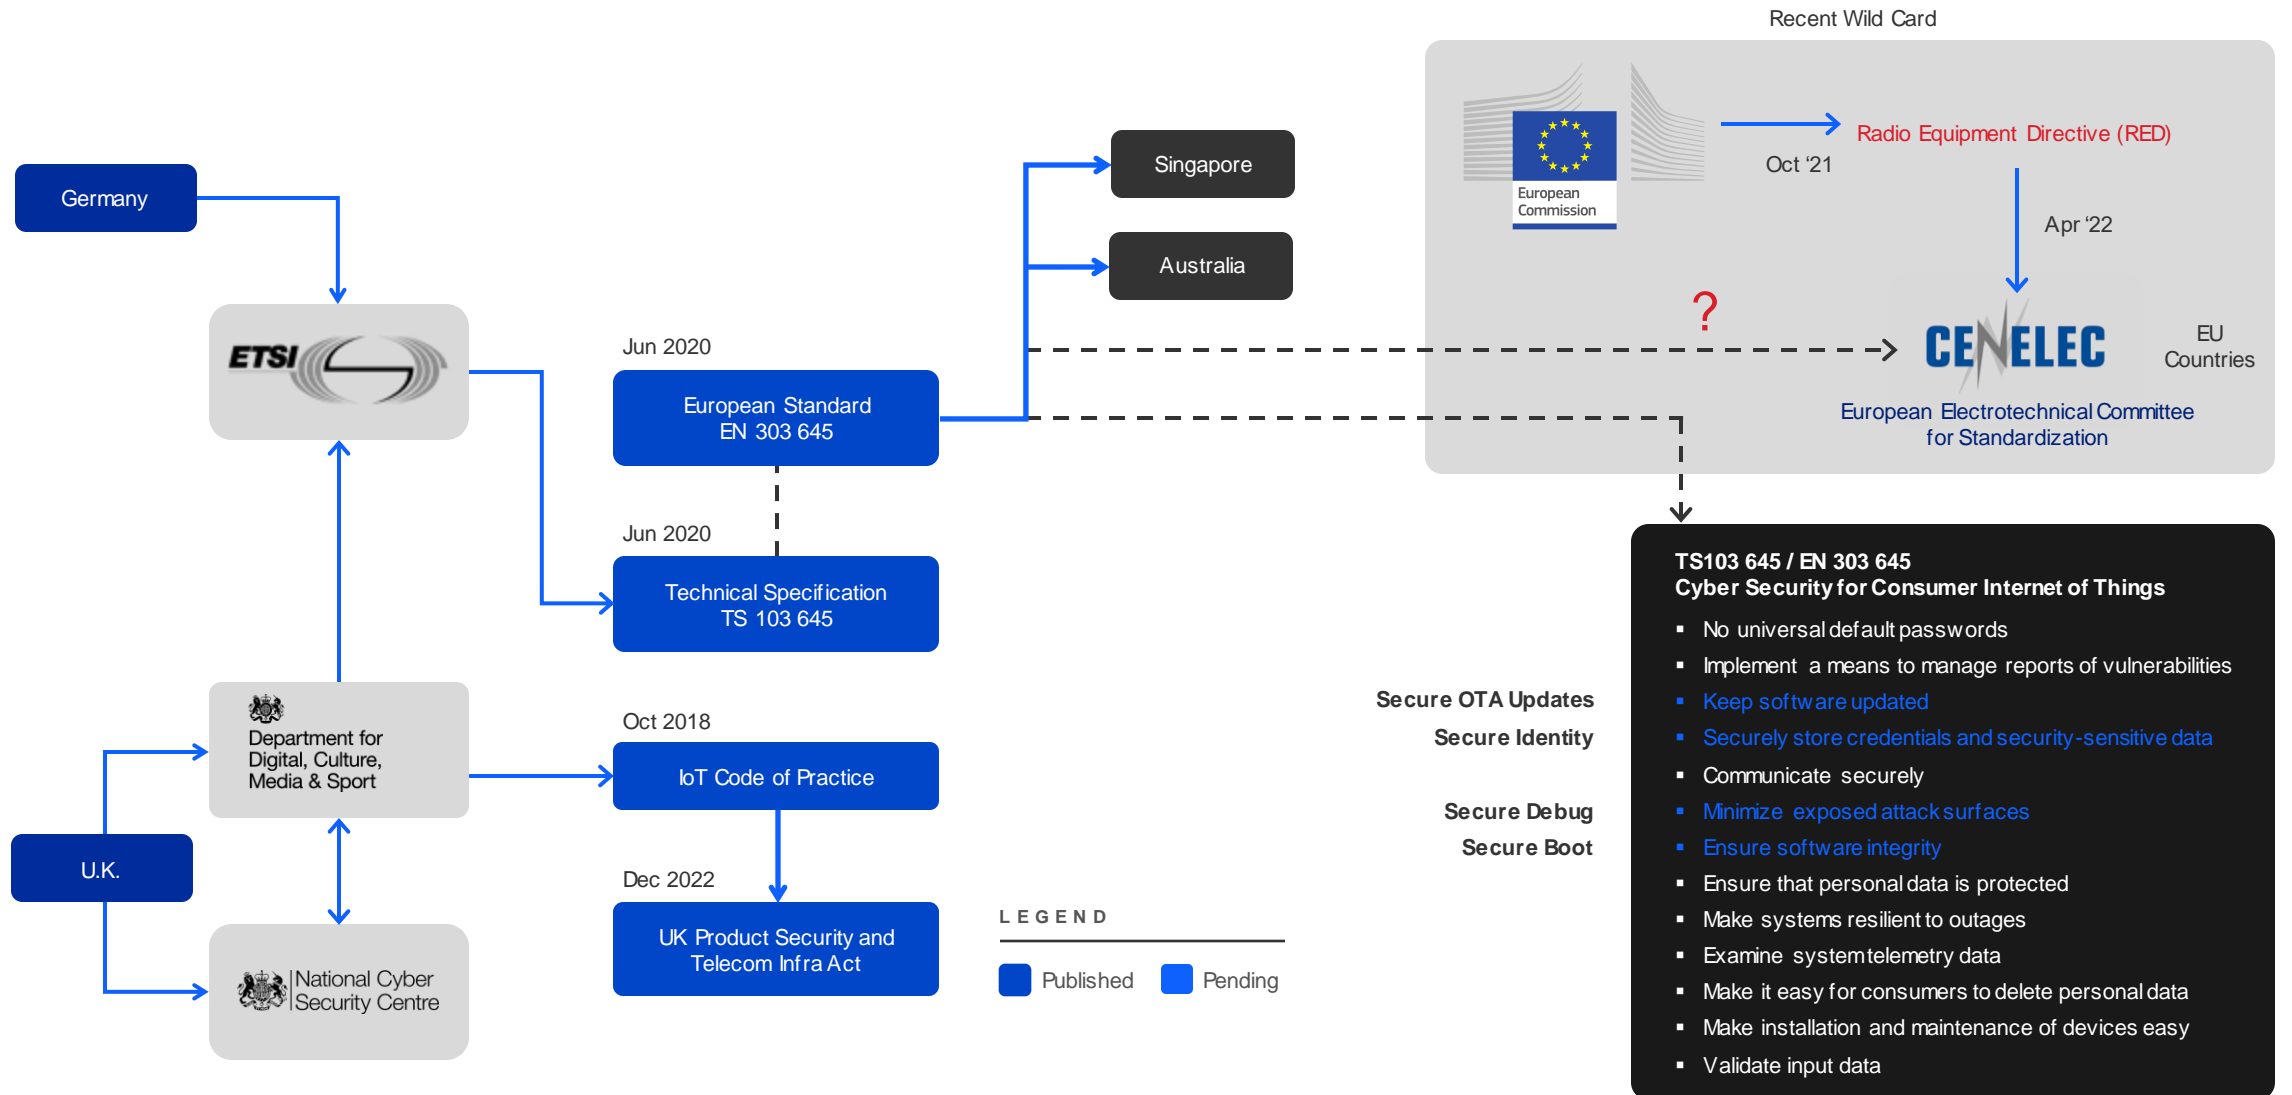 Recent Wild Card
Germany
ETSI
Jun 2020
European Standard
EN 303 645
Jun 2020
Technical Specification
TS 103 645
Singapore
Australia
European
Commission
Oct ‘21
Radio Equipment Directive (RED)
Apr ‘22
?
CENELEC
EU
Countries
European Electrotechnical Committee
for Standardization
U.K.
Department for
Digital, Culture,
Media & Sport
National Cyber
Security Centre
Oct 2018
IoT Code of Practice
Dec 2022
UK Product Security and
Telecom Infra Act
LEGEND
Published
Pending
Secure OTA Updates
Secure Identity
Secure Debug
Secure Boot
TS103 645 / EN 303 645
Cyber Security for Consumer Internet of Things
▪ No universal default passwords
▪ Implement a means to manage reports of vulnerabilities
▪ Keep software updated
▪ Securely store credentials and security-sensitive data
▪ Communicate securely
▪ Minimize exposed attack surfaces
▪ Ensure software integrity
▪ Ensure that personal data is protected
▪ Make systems resilient to outages
▪ Examine system telemetry data
▪ Make it easy for consumers to delete personal data
▪ Make installation and maintenance of devices easy
▪ Validate input data